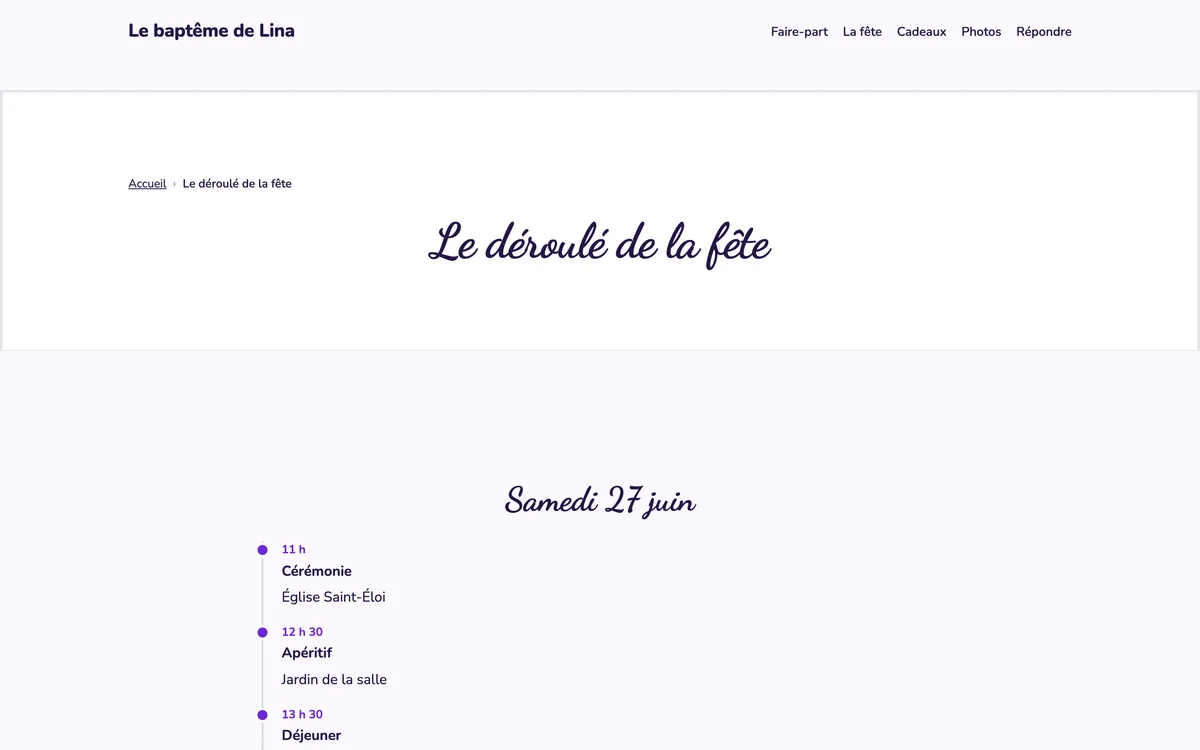 Le baptême de Lina
Faire-part La fête Cadeaux Photos Répondre
Accueil › Le déroulé de la fête
Le déroulé de la fête
Samedi 27 juin
11 h
Cérémonie
Église Saint-Éloi
12 h 30
Apéritif
Jardin de la salle
13 h 30
Déjeuner